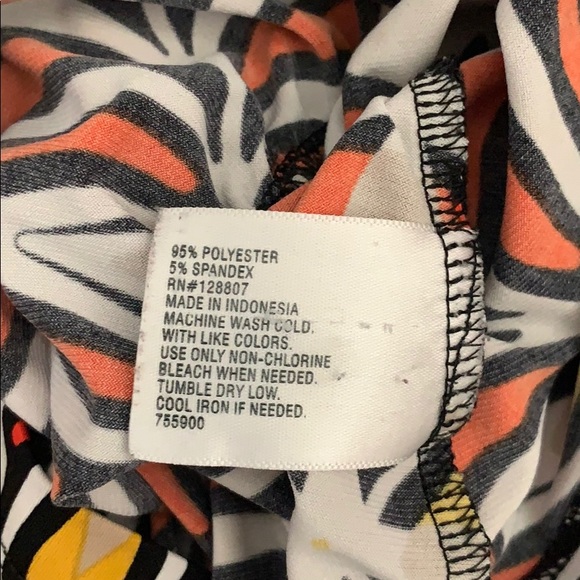 95% POLYESTER
5% SPANDEX
RN#128807
MADE IN INDONESIA
MACHINE WASH COLD.
WITH LIKE COLORS.
USE ONLY NON-CHLORINE
BLEACH WHEN NEEDED.
TUMBLE DRY LOW.
COOL IRON IF NEEDED.
755900